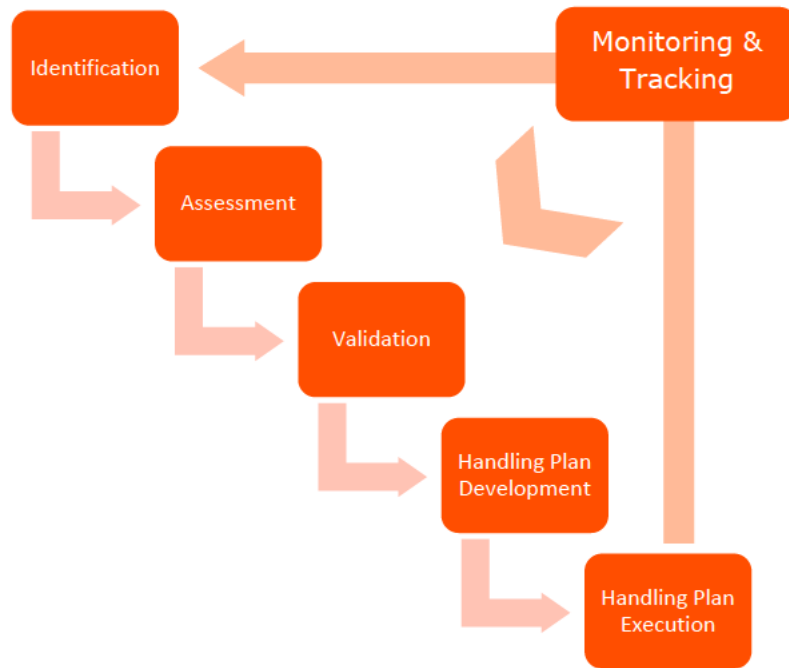 Identification
Monitoring &
Tracking
Assessment
Validation
Handling Plan
Development
Handling Plan
Execution